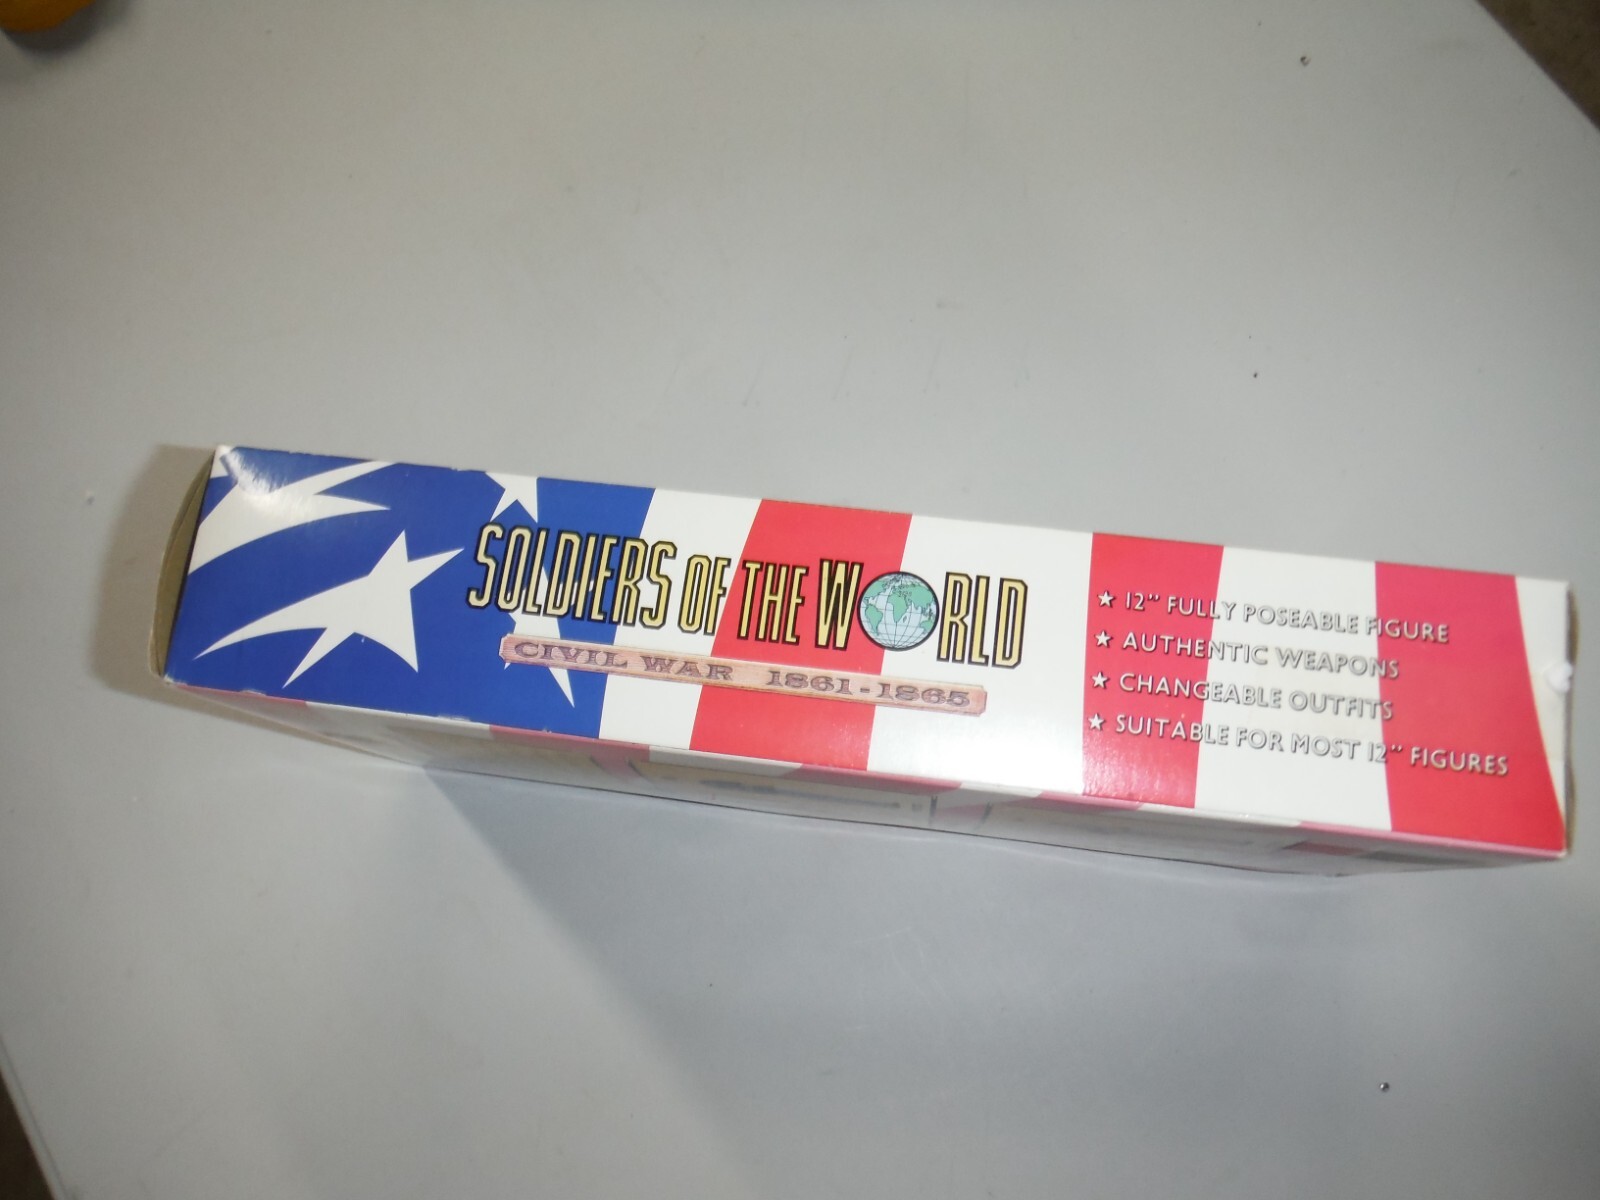 SOLDIERS OF THE WORLD
CIVIL WAR 1861-1865
★ 12" FULLY POSEABLE FIGURE
★ AUTHENTIC WEAPONS
★ CHANGEABLE OUTFITS
★ SUITABLE FOR MOST 12" FIGURES